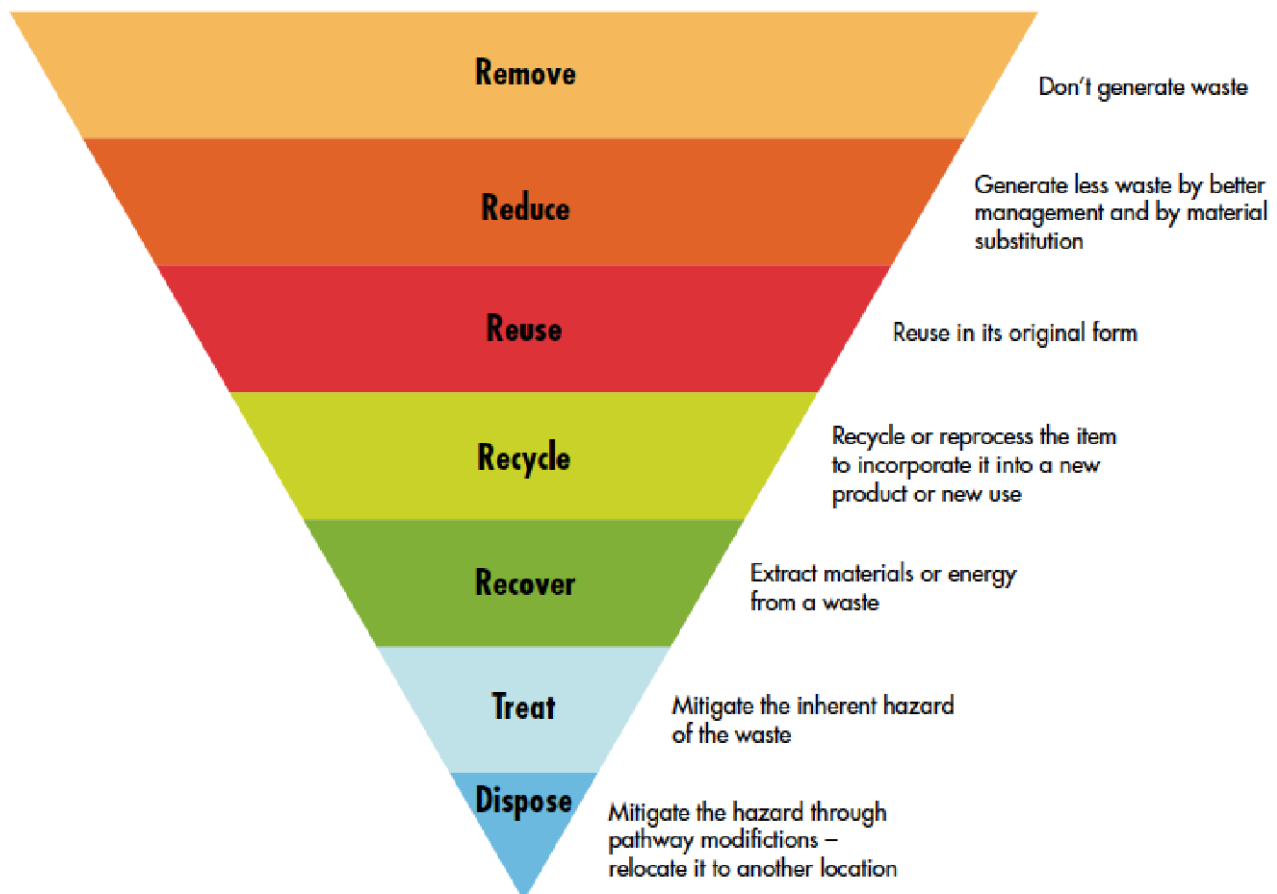 Remove
Don't generate waste
Reduce
Generate less waste by better
management and by material
substitution
Reuse
Reuse in its original form
Recycle
Recycle or reprocess the item
to incorporate it into a new
product or new use
Recover
Extract materials or energy
from a waste
Treat
Mitigate the inherent hazard
of the waste
Dispose
Mitigate the hazard through
pathway modifictions –
relocate it to another location